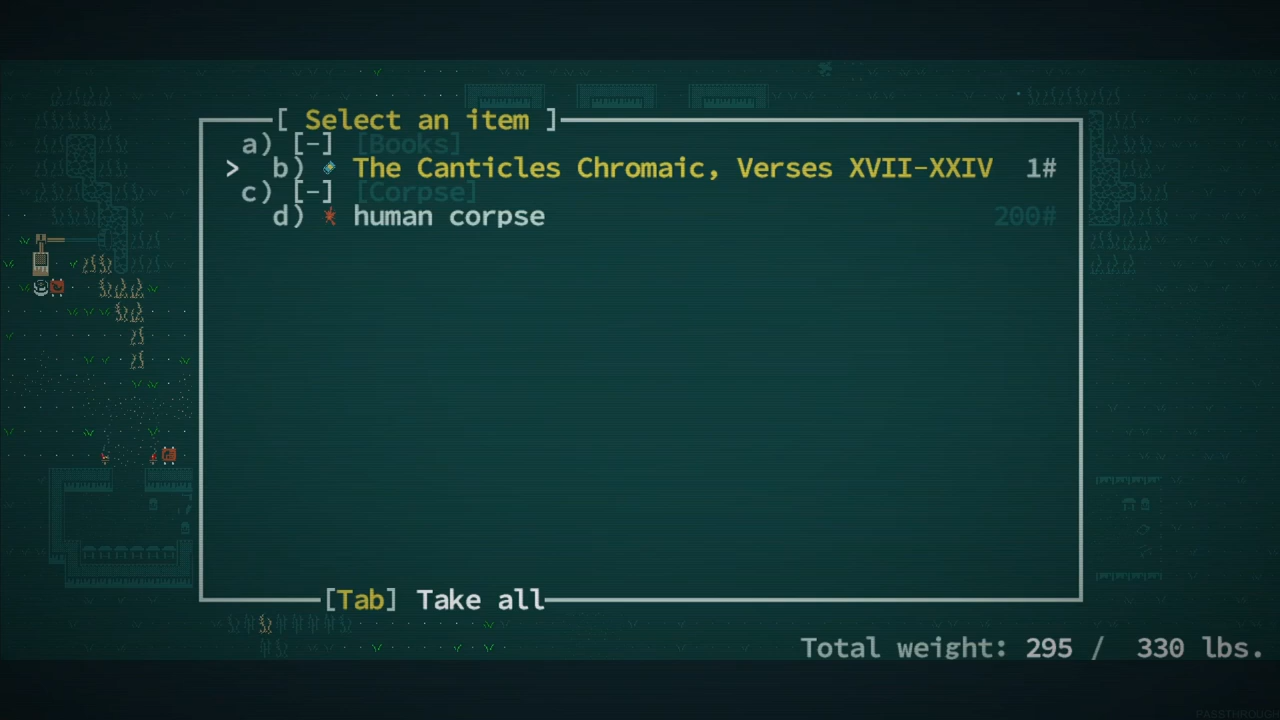 [ Select an item ]
a) [-] [Books]
> b) The Canticles Chromaic, Verses XVII-XXIV 1#
c) [-] [Corpse]
d) human corpse 200#
[Tab] Take all
Total weight: 295 / 330 lbs.